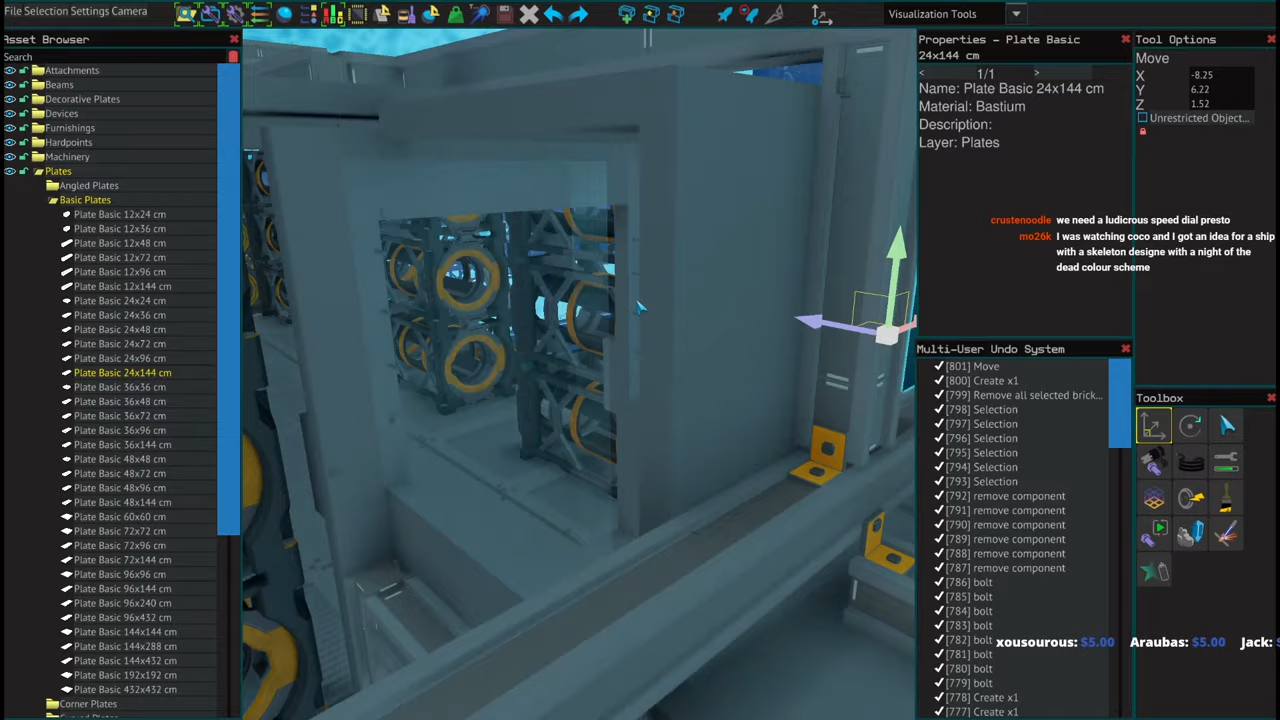 File Selection Settings Camera
Visualization Tools
Asset Browser
Search
Attachments
Beams
Decorative Plates
Devices
Furnishings
Hardpoints
Machinery
Plates
Angled Plates
Basic Plates
Plate Basic 12x24 cm
Plate Basic 12x36 cm
Plate Basic 12x48 cm
Plate Basic 12x72 cm
Plate Basic 12x96 cm
Plate Basic 12x144 cm
Plate Basic 24x24 cm
Plate Basic 24x36 cm
Plate Basic 24x48 cm
Plate Basic 24x72 cm
Plate Basic 24x96 cm
Plate Basic 24x144 cm
Plate Basic 36x36 cm
Plate Basic 36x48 cm
Plate Basic 36x72 cm
Plate Basic 36x96 cm
Plate Basic 36x144 cm
Plate Basic 48x48 cm
Plate Basic 48x72 cm
Plate Basic 48x96 cm
Plate Basic 48x144 cm
Plate Basic 60x60 cm
Plate Basic 72x72 cm
Plate Basic 72x96 cm
Plate Basic 72x144 cm
Plate Basic 96x96 cm
Plate Basic 96x144 cm
Plate Basic 96x240 cm
Plate Basic 96x432 cm
Plate Basic 144x144 cm
Plate Basic 144x288 cm
Plate Basic 144x432 cm
Plate Basic 192x192 cm
Plate Basic 432x432 cm
Corner Plates
Properties - Plate Basic
24x144 cm
< 1/1 >
Name: Plate Basic 24x144 cm
Material: Bastium
Description:
Layer: Plates
Tool Options
Move
X -8.25
Y 6.22
Z 1.52
Unrestricted Object...
crustenoodle we need a ludicrous speed dial presto
mo26k I was watching coco and I got an idea for a ship
with a skeleton designe with a night of the
dead colour scheme
Multi-User Undo System
[801] Move
[800] Create x1
[799] Remove all selected brick...
[798] Selection
[797] Selection
[796] Selection
[795] Selection
[794] Selection
[793] Selection
[792] remove component
[791] remove component
[790] remove component
[789] remove component
[788] remove component
[787] remove component
[786] bolt
[785] bolt
[784] bolt
[783] bolt
[782] bolt
[781] bolt
[780] bolt
[779] bolt
[778] Create x1
[777] Create x1
Toolbox
xousourous: $5.00 Araubas: $5.00 Jack: